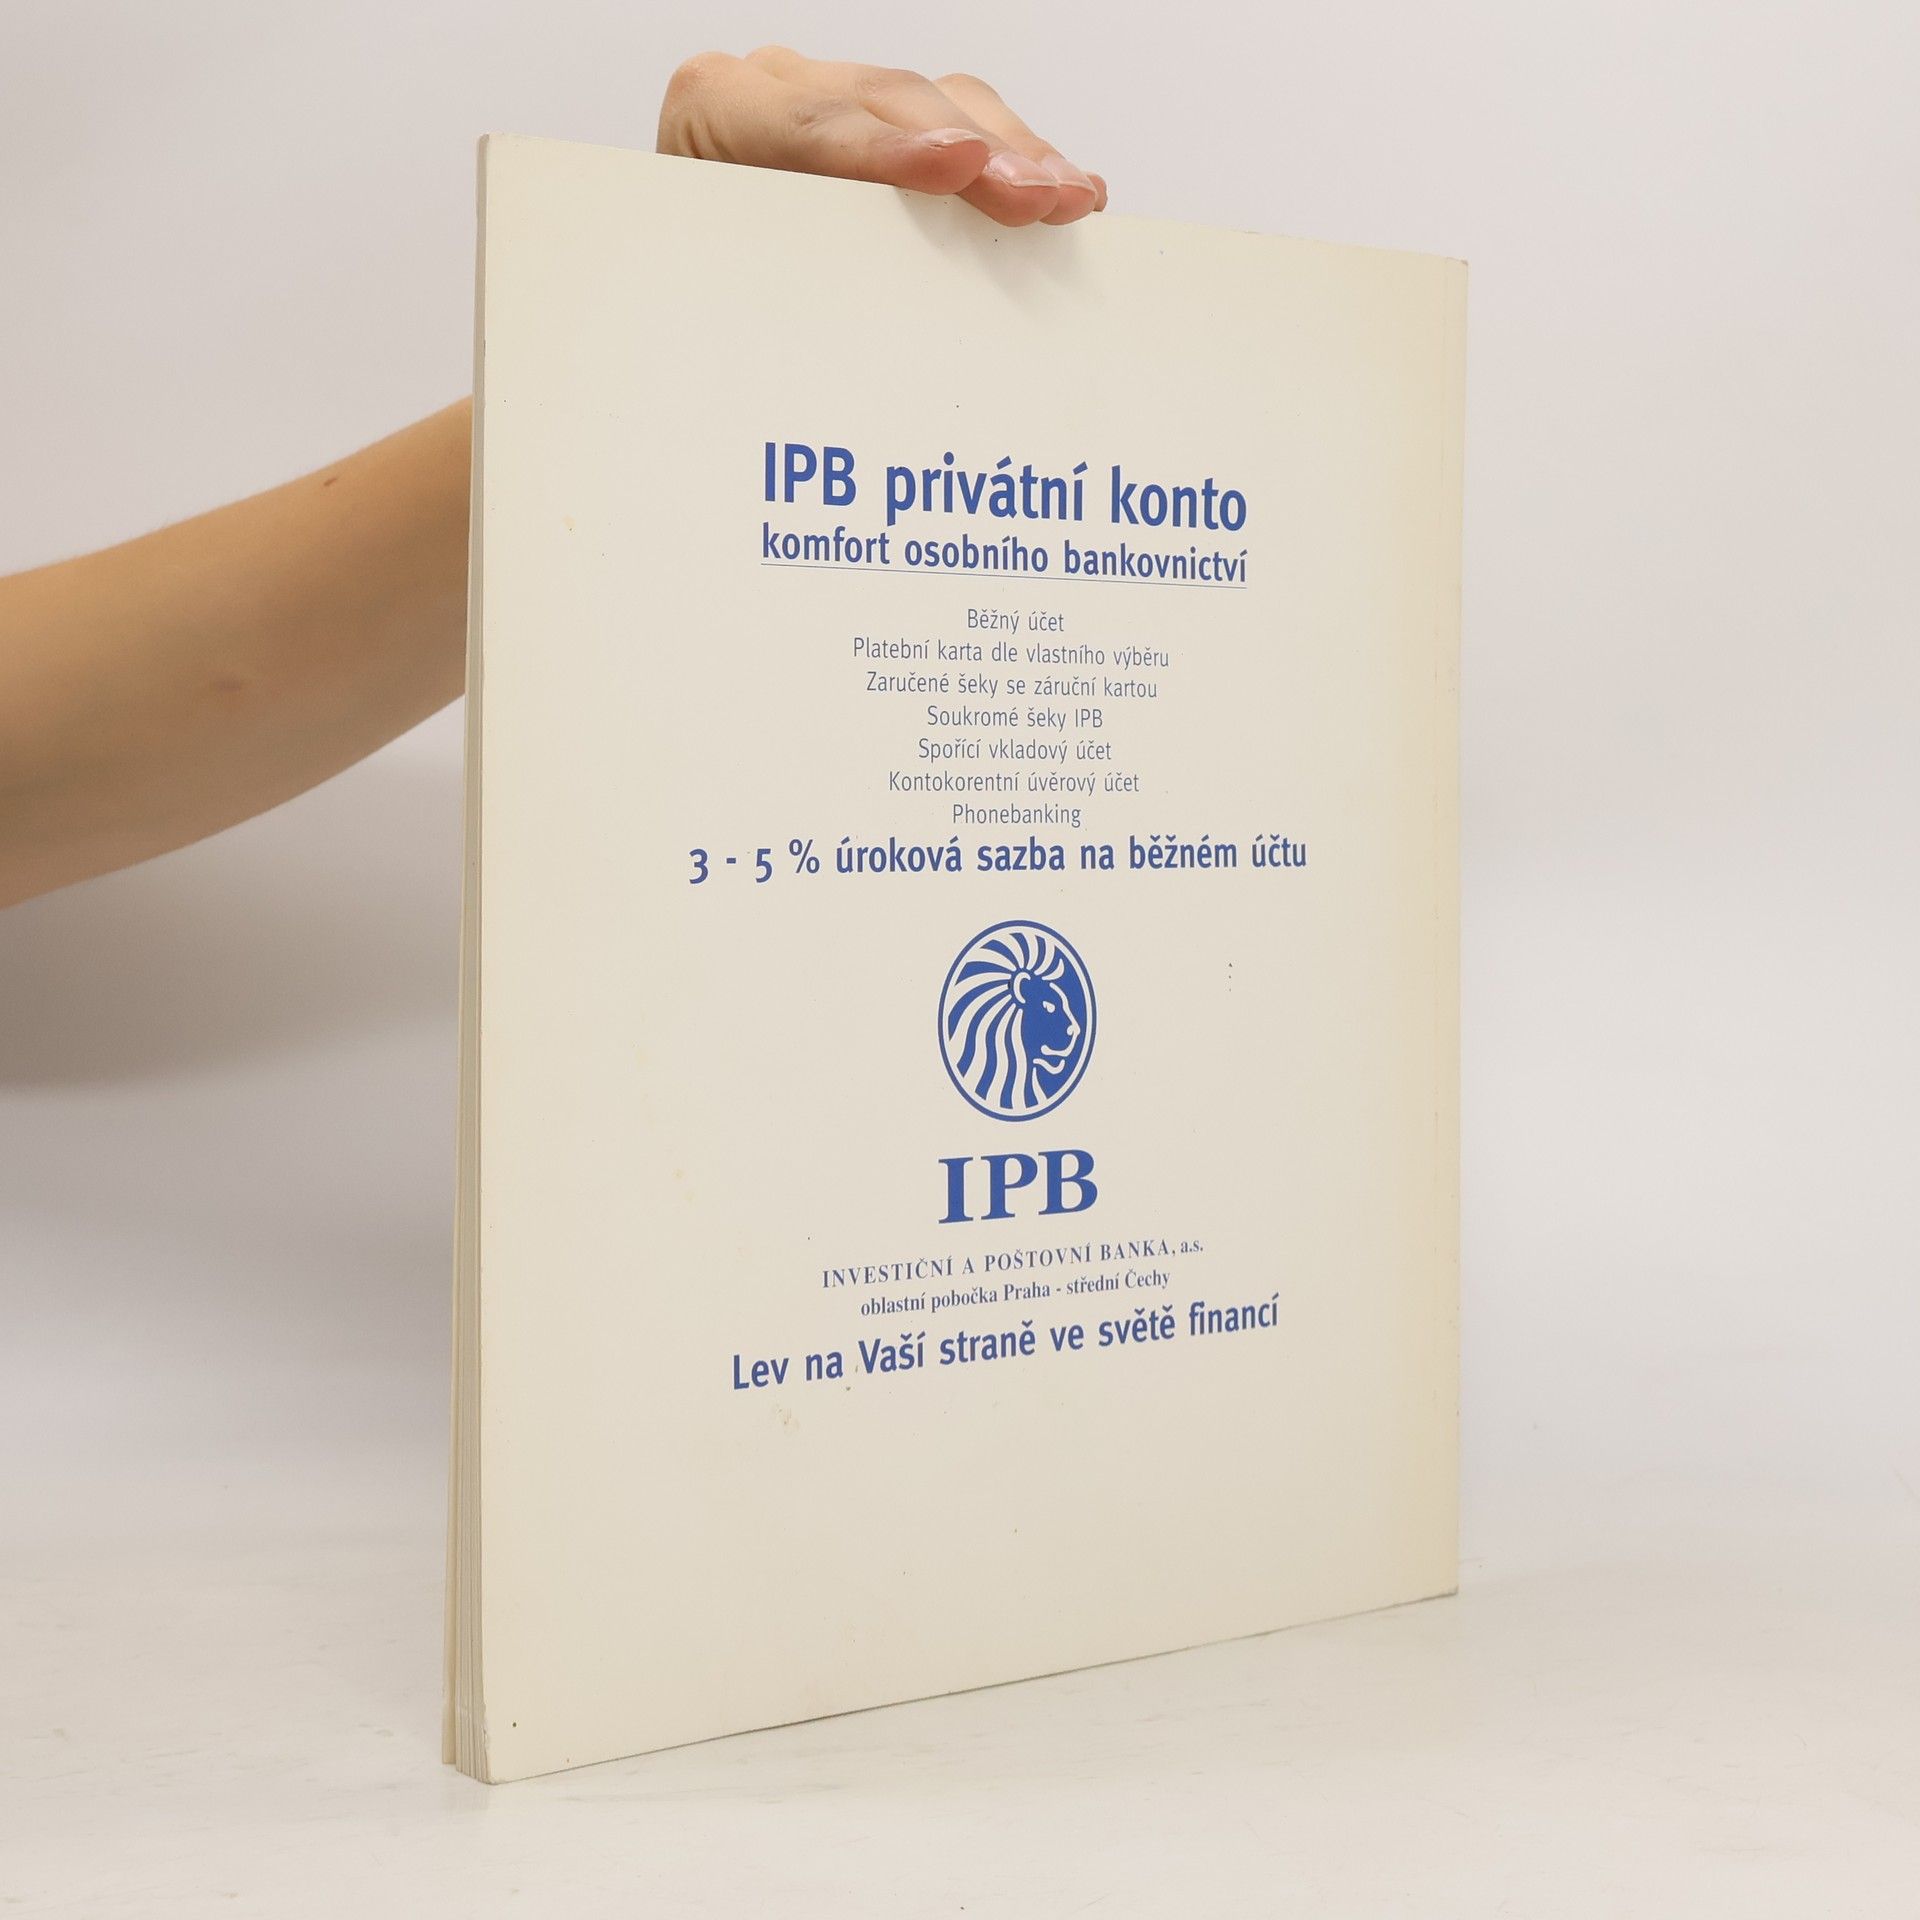 IPB privátní konto
komfort osobního bankovnictví
Běžný účet
Platební karta dle vlastního výběru
Zaručené šeky se záruční kartou
Soukromé šeky IPB
Spořící vkladový účet
Kontokorentní úvěrový účet
Phonebanking
3 - 5 % úroková sazba na běžném účtu
IPB
INVESTIČNÍ A POŠTOVNÍ BANKA, a.s.
oblastní pobočka Praha - střední Čechy
Lev na Vaší straně ve světě financí